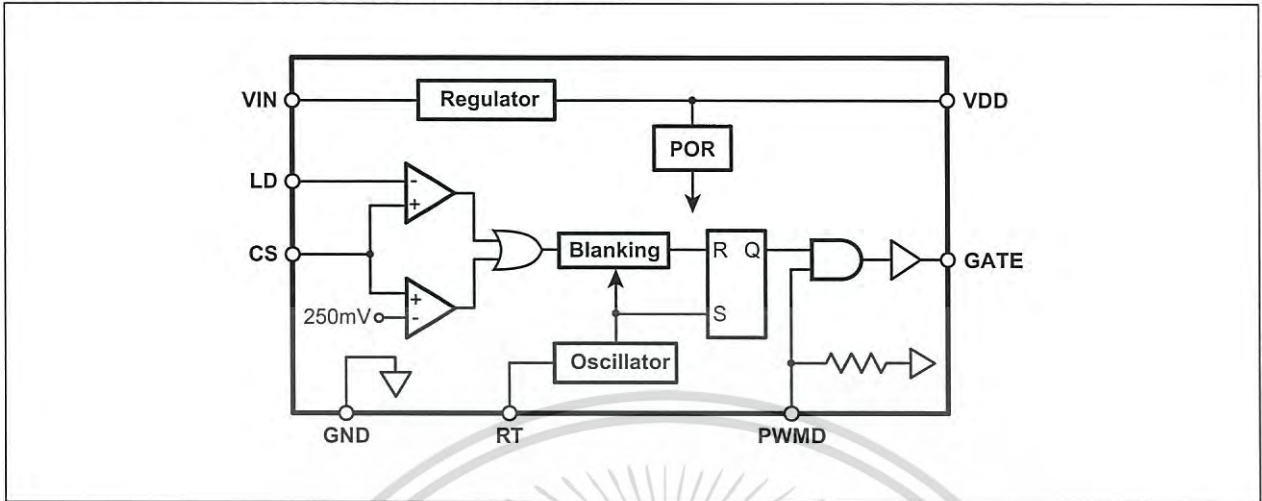 VIN
Regulator
VDD
POR
LD
-
+
CS
Blanking
R Q
GATE
+
-
250mV
S
Oscillator
GND
RT
PWMD